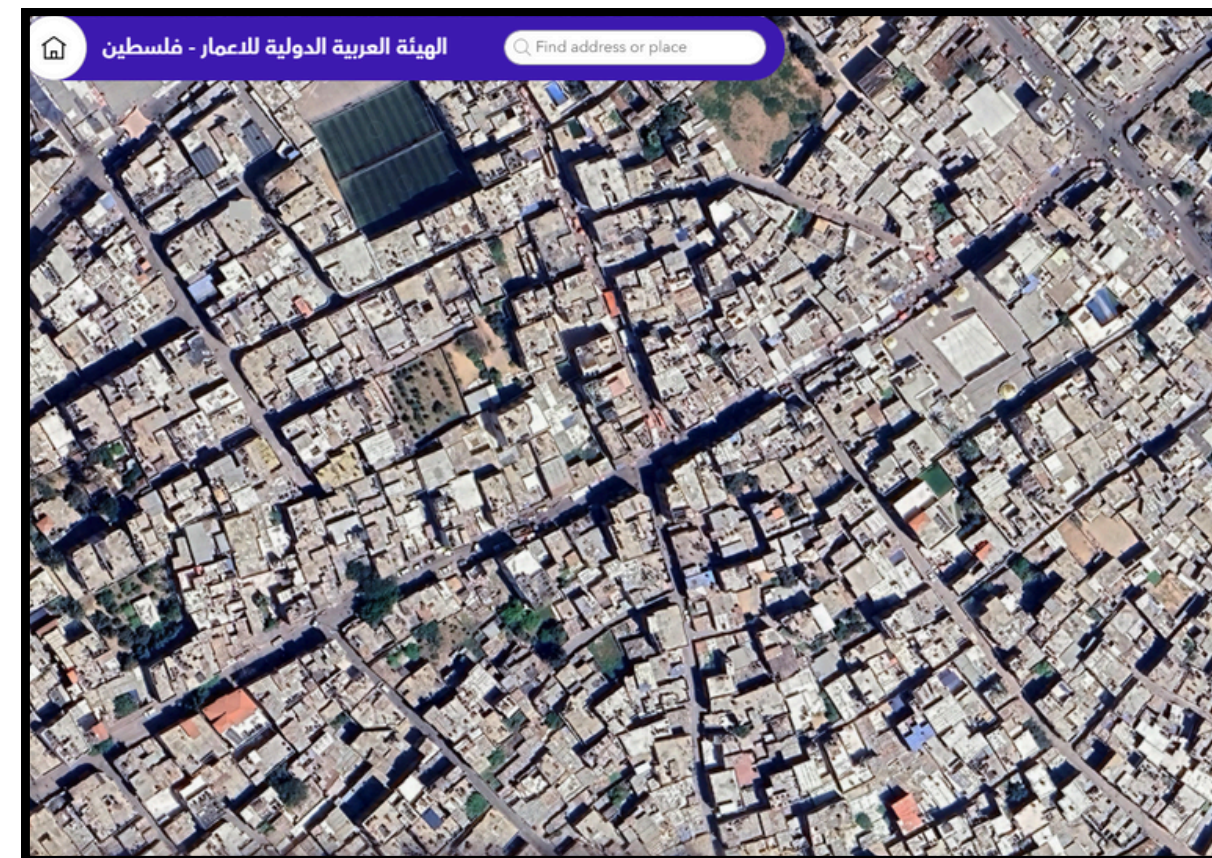 الهيئة العربية الدولية للاعمار - فلسطين
Find address or place